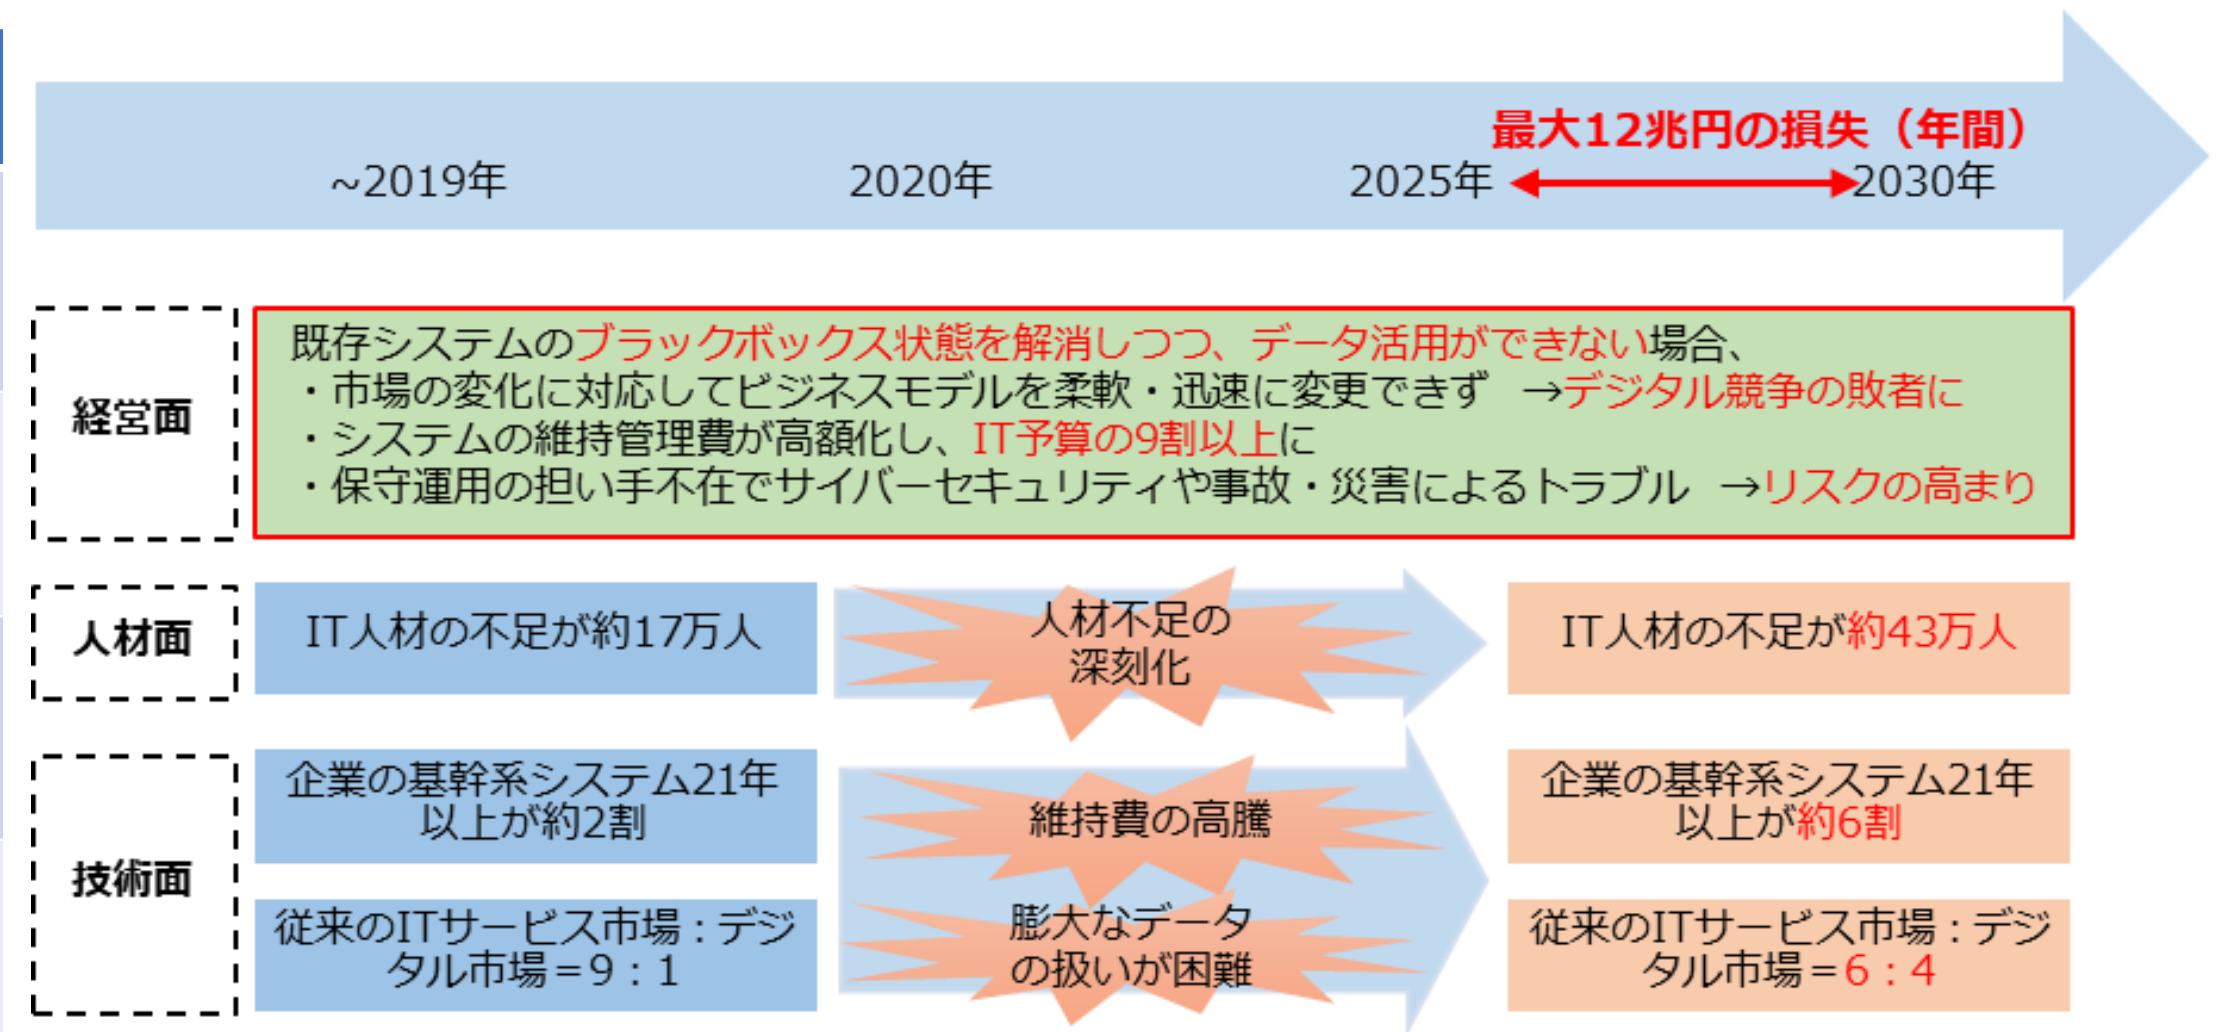 最大12兆円の損失（年間）
~2019年
2020年
2025年
2030年
経営面
既存システムのブラックボックス状態を解消しつつ、データ活用ができない場合、
・市場の変化に対応してビジネスモデルを柔軟・迅速に変更できず →デジタル競争の敗者に
・システムの維持管理費が高額化し、IT予算の9割以上に
・保守運用の担い手不在でサイバーセキュリティや事故・災害によるトラブル →リスクの高まり
人材面
IT人材の不足が約17万人
人材不足の
深刻化
IT人材の不足が約43万人
技術面
企業の基幹系システム21年
以上が約2割
維持費の高騰
企業の基幹系システム21年
以上が約6割
従来のITサービス市場：デジ
タル市場＝9：1
膨大なデータ
の扱いが困難
従来のITサービス市場：デジ
タル市場＝6：4